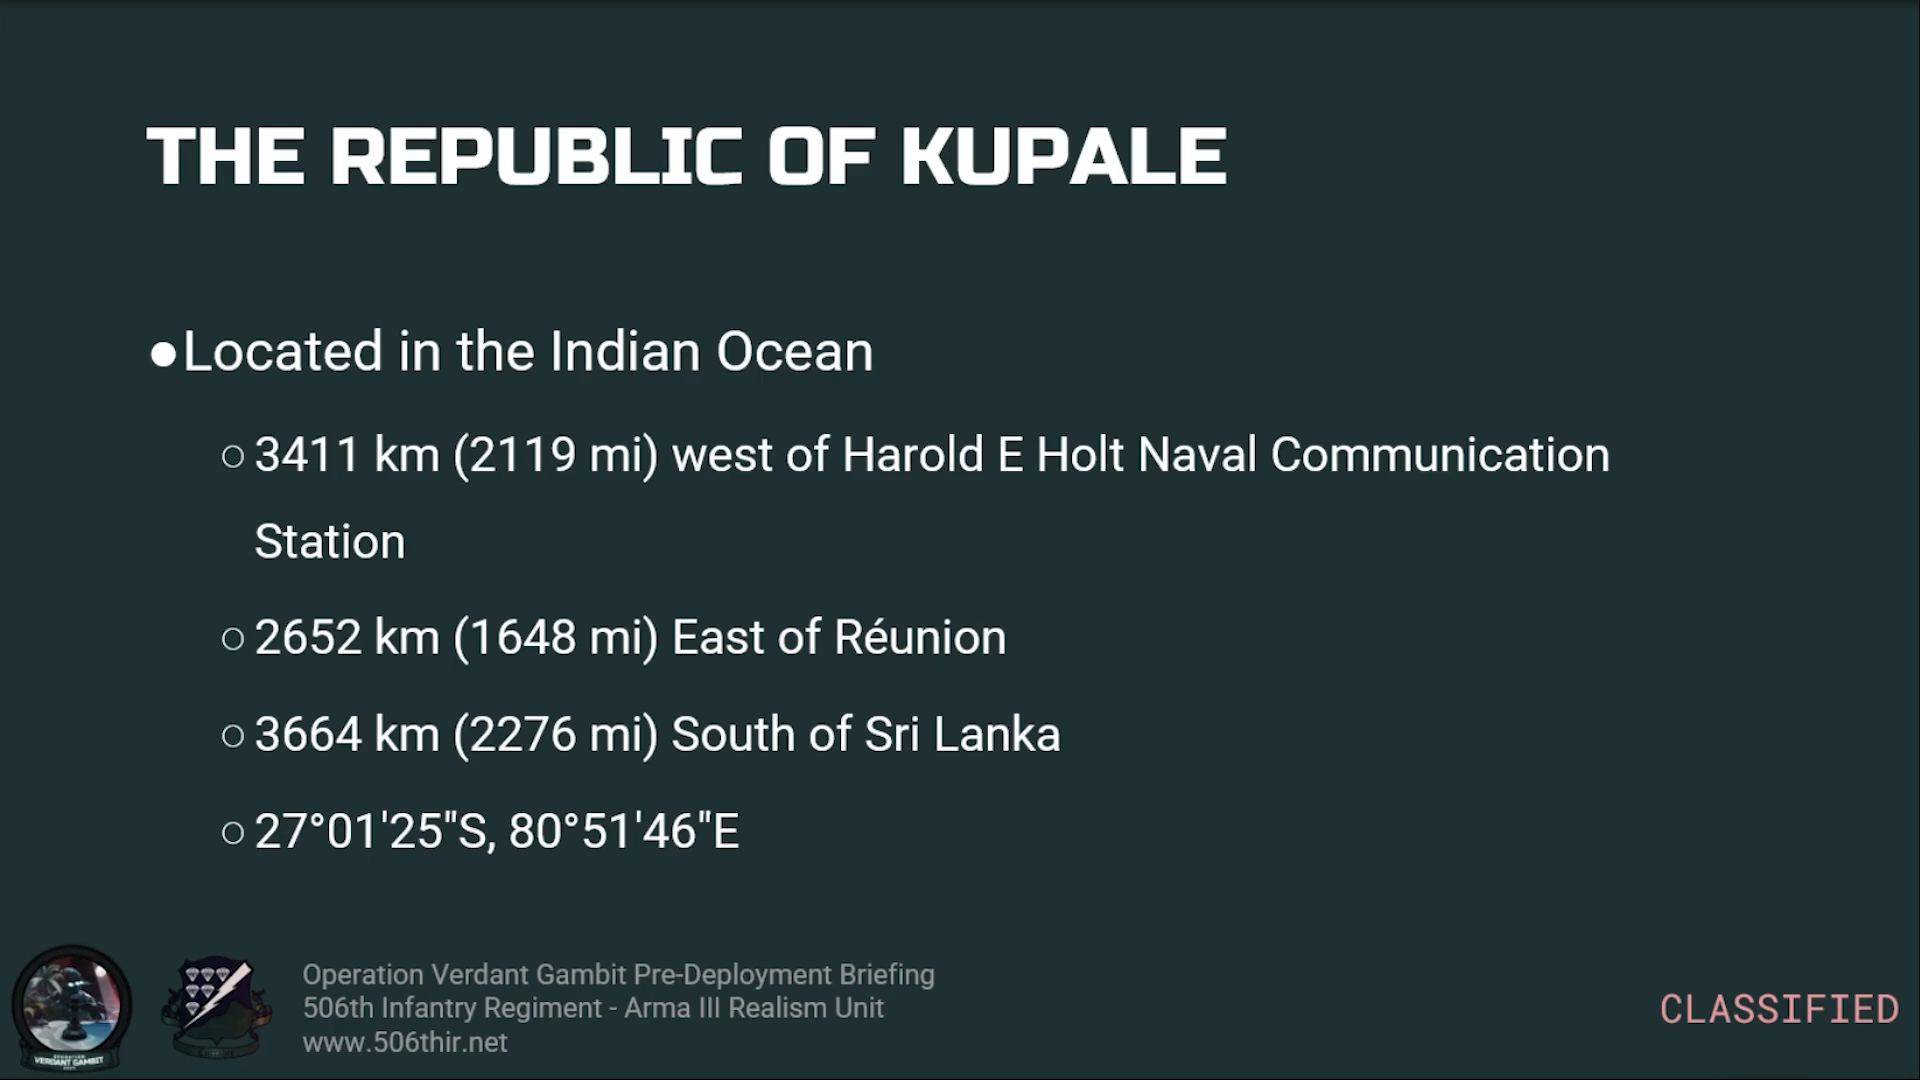 THE REPUBLIC OF KUPALE
●Located in the Indian Ocean
○ 3411 km (2119 mi) west of Harold E Holt Naval Communication
Station
○ 2652 km (1648 mi) East of Réunion
○ 3664 km (2276 mi) South of Sri Lanka
○ 27°01'25"S, 80°51'46"E
Operation Verdant Gambit Pre-Deployment Briefing
506th Infantry Regiment - Arma III Realism Unit
www.506thir.net
CLASSIFIED
OPERATION
VERDANT GAMBIT